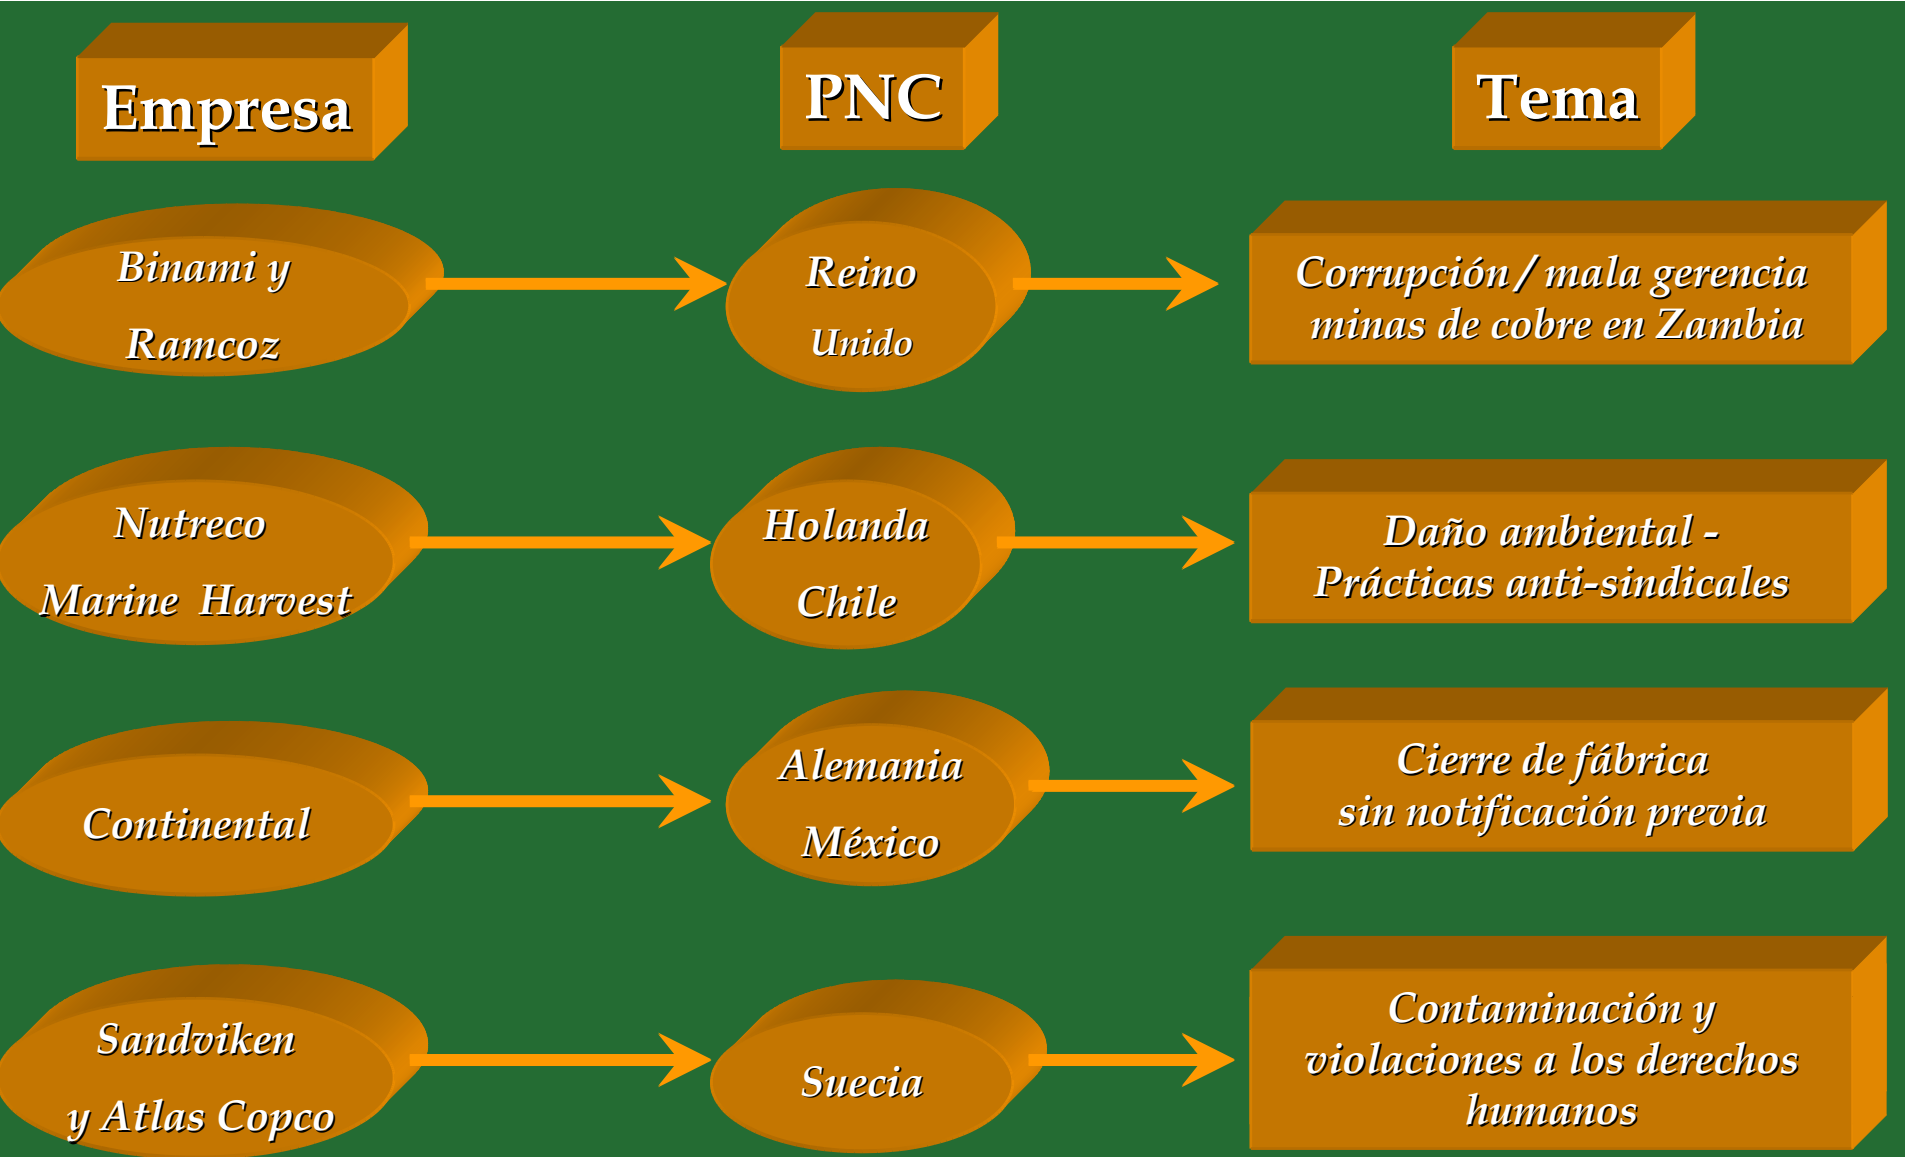 Empresa
PNC
Tema
Binami y
Ramcoz
Reino
Unido
Corrupción / mala gerencia
minas de cobre en Zambia
Nutreco
Marine Harvest
Holanda
Chile
Daño ambiental -
Prácticas anti-sindicales
Continental
Alemania
México
Cierre de fábrica
sin notificación previa
Sandviken
y Atlas Copco
Suecia
Contaminación y
violaciones a los derechos
humanos